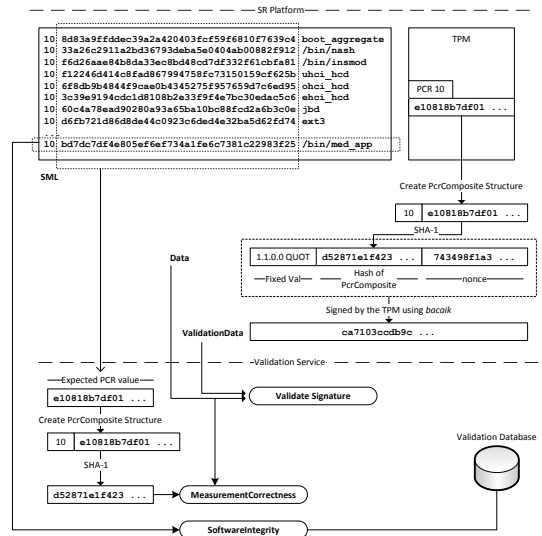 SR Platform
10 8d83a9ffddec39a2a420403fcf59f6810f7639c4 boot_aggregate
10 33a26c2911a2bd36793deba5e0404ab00882f912 /bin/nash
10 f6d26aae84b8da33ec8bd48cd7df332f61cbfa81 /bin/insmod
10 f12246d414c8fad867994758fc73150159cf625b uhci_hcd
10 6f8db9b4844f9cae0b4345275f957659d7c6ed95 ohci_hcd
10 3c39e9194cdc1d8108b2e33f9f4e7bc30edac5c6 ehci_hcd
10 60c4a78ead90280a93a65ba10bc88fcd2a6b3c0e jbd
10 d6fb721d86d8de44c0923c6ded4e32ba5d62fd74 ext3
...
10 bd7dc7df4e805ef6ef734a1fe6c7381c22983f25 /bin/med_app
SML
TPM
PCR 10
e10818b7df01 ...
Create PcrComposite Structure
10 e10818b7df01 ...
SHA-1
1.1.0.0 QUOT d52871e1f423 ... 743498f1a3 ...
Fixed Val
Hash of
PcrComposite
nonce
Signed by the TPM using bacaik
ca7103ccdb9c ...
Data
ValidationData
Validation Service
Expected PCR value
e10818b7df01 ...
Validate Signature
Create PcrComposite Structure
10 e10818b7df01 ...
SHA-1
d52871e1f423 ...
MeasurementCorrectness
SoftwareIntegrity
Validation Database